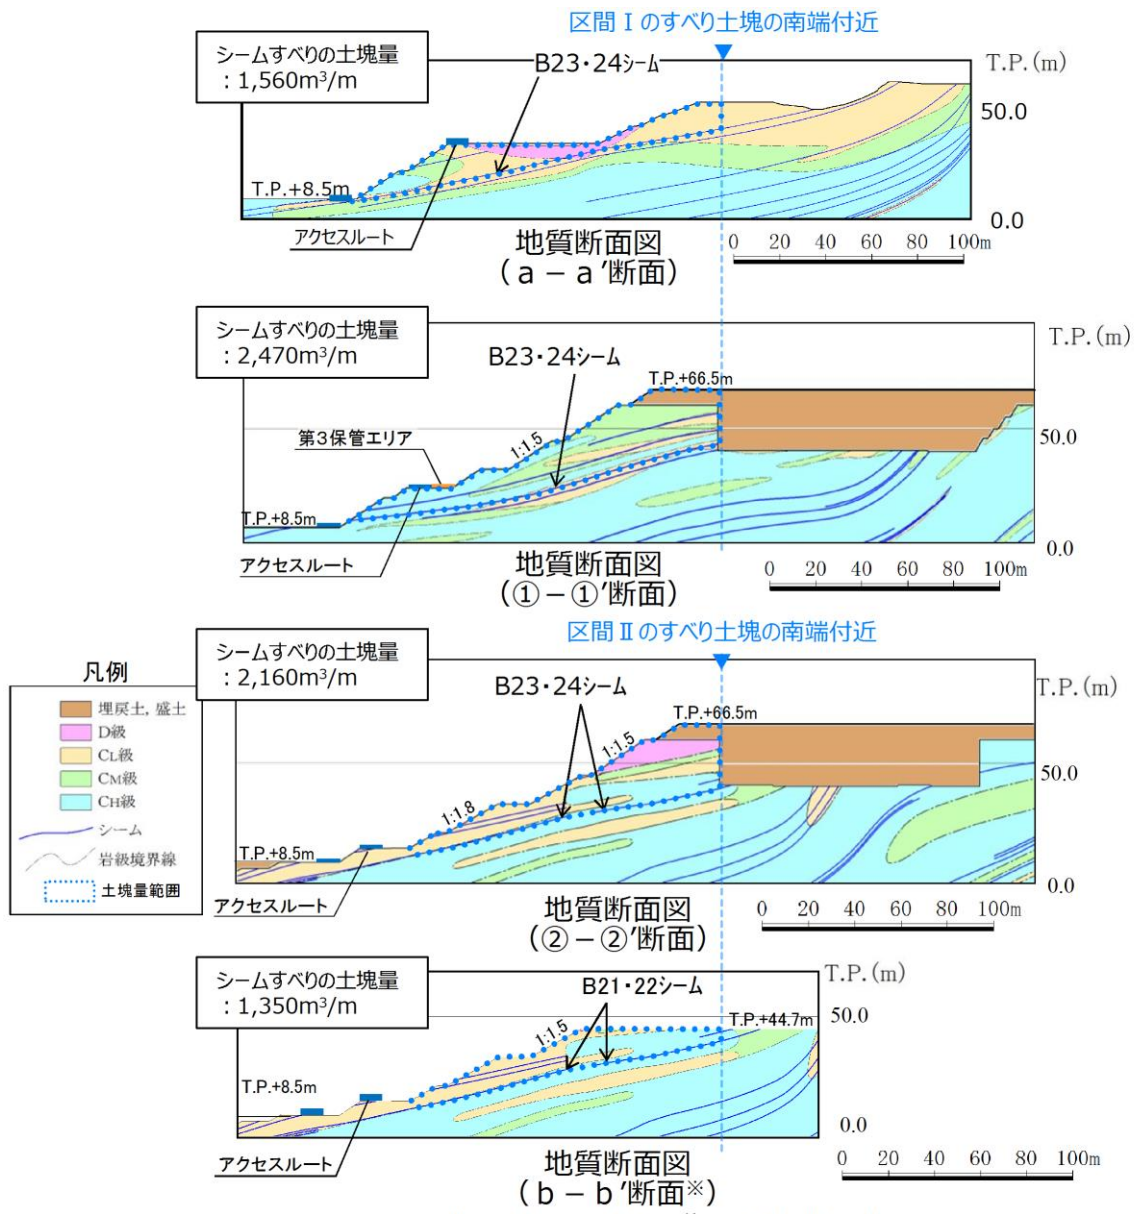 区間Ⅰのすべり土塊の南端付近
シームすべりの土塊量
:1,560m³/m
B23・24シーム
T.P.(m)
50.0
T.P.+8.5m
0.0
アクセスルート
地質断面図
(a-a′断面)
0 20 40 60 80 100m
シームすべりの土塊量
:2,470m³/m
T.P.(m)
B23・24シーム
T.P.+66.5m
第3保管エリア
1:1.5
50.0
T.P.+8.5m
0.0
アクセスルート
地質断面図
(①-①′断面)
0 20 40 60 80 100m
区間Ⅱのすべり土塊の南端付近
シームすべりの土塊量
:2,160m³/m
凡例
埋戻土,盛土
D級
CL級
CM級
CH級
シーム
岩級境界線
土塊量範囲
B23・24シーム
T.P.(m)
T.P.+66.5m
1:1.5
50.0
1:1.8
T.P.+8.5m
0.0
アクセスルート
地質断面図
(②-②′断面)
0 20 40 60 80 100m
シームすべりの土塊量
:1,350m³/m
T.P.(m)
B21・22シーム
T.P.+44.7m
50.0
1:1.5
T.P.+8.5m
0.0
アクセスルート
地質断面図
(b-b′断面※)
0 20 40 60 80 100m